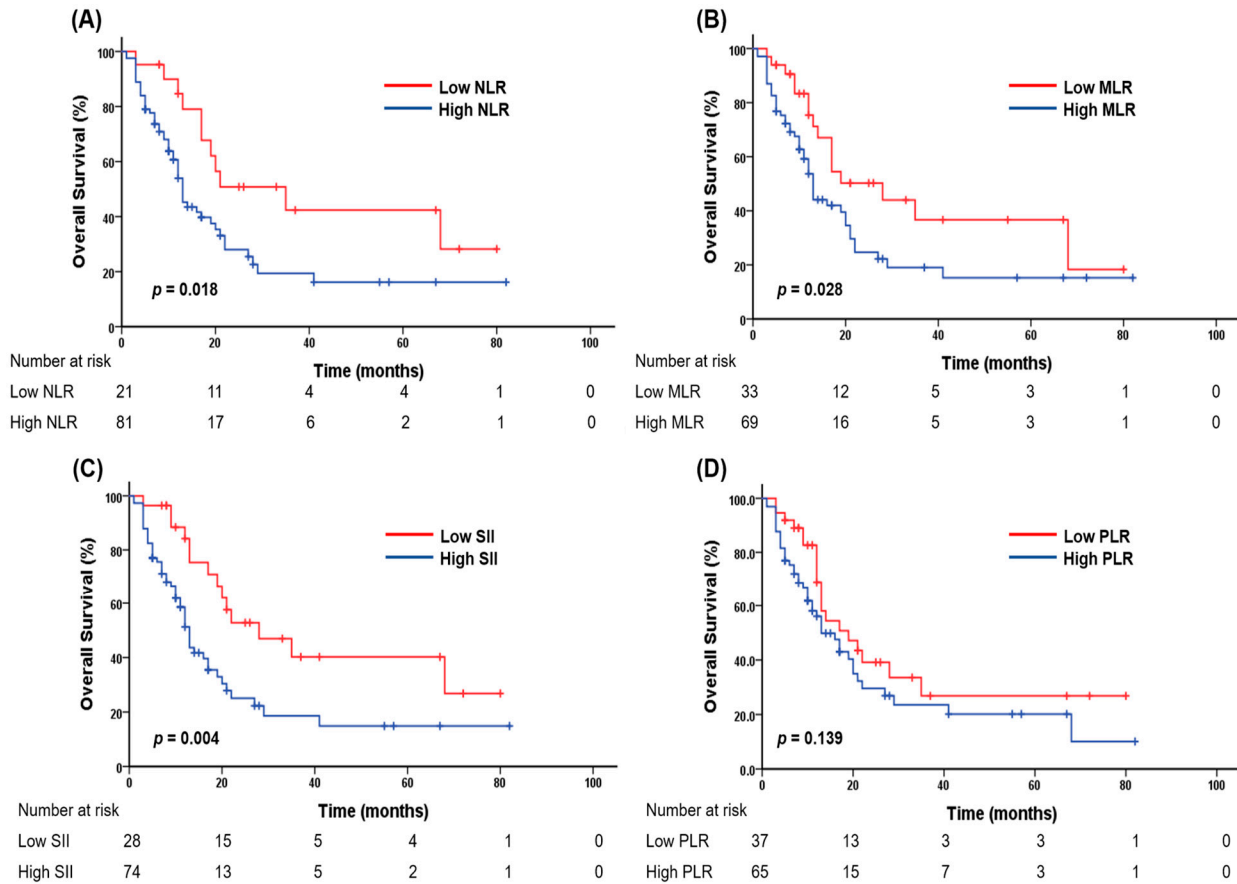 (A)
Overall Survival (%)
100
80
60
40
20
0
Low NLR
High NLR
p = 0.018
0 20 40 60 80 100
Time (months)
Number at risk
Low NLR 21 11 4 4 1 0
High NLR 81 17 6 2 1 0
(B)
Overall Survival (%)
100
80
60
40
20
0
Low MLR
High MLR
p = 0.028
0 20 40 60 80 100
Time (months)
Number at risk
Low MLR 33 12 5 3 1 0
High MLR 69 16 5 3 1 0
(C)
Overall Survival (%)
100
80
60
40
20
0
Low SII
High SII
p = 0.004
0 20 40 60 80 100
Time (months)
Number at risk
Low SII 28 15 5 4 1 0
High SII 74 13 5 2 1 0
(D)
Overall Survival (%)
100.0
80.0
60.0
40.0
20.0
0.0
Low PLR
High PLR
p = 0.139
0 20 40 60 80 100
Time (months)
Number at risk
Low PLR 37 13 3 3 1 0
High PLR 65 15 7 3 1 0